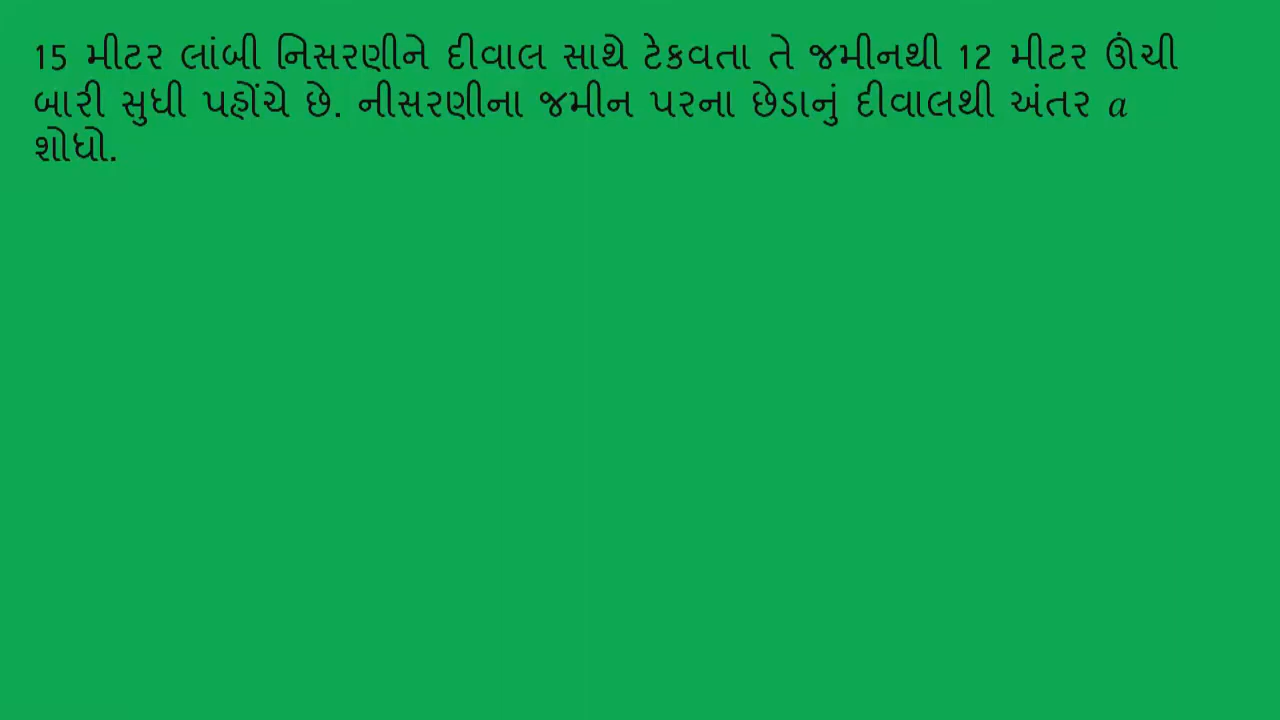 15 મીટર લાંબી નિસરણીને દીવાલ સાથે ટેકવતા તે જમીનથી 12 મીટર ઊંચી
બારી સુધી પહોંચે છે. નીસરણીના જમીન પરના છેડાનું દીવાલથી અંતર a
શોધો.